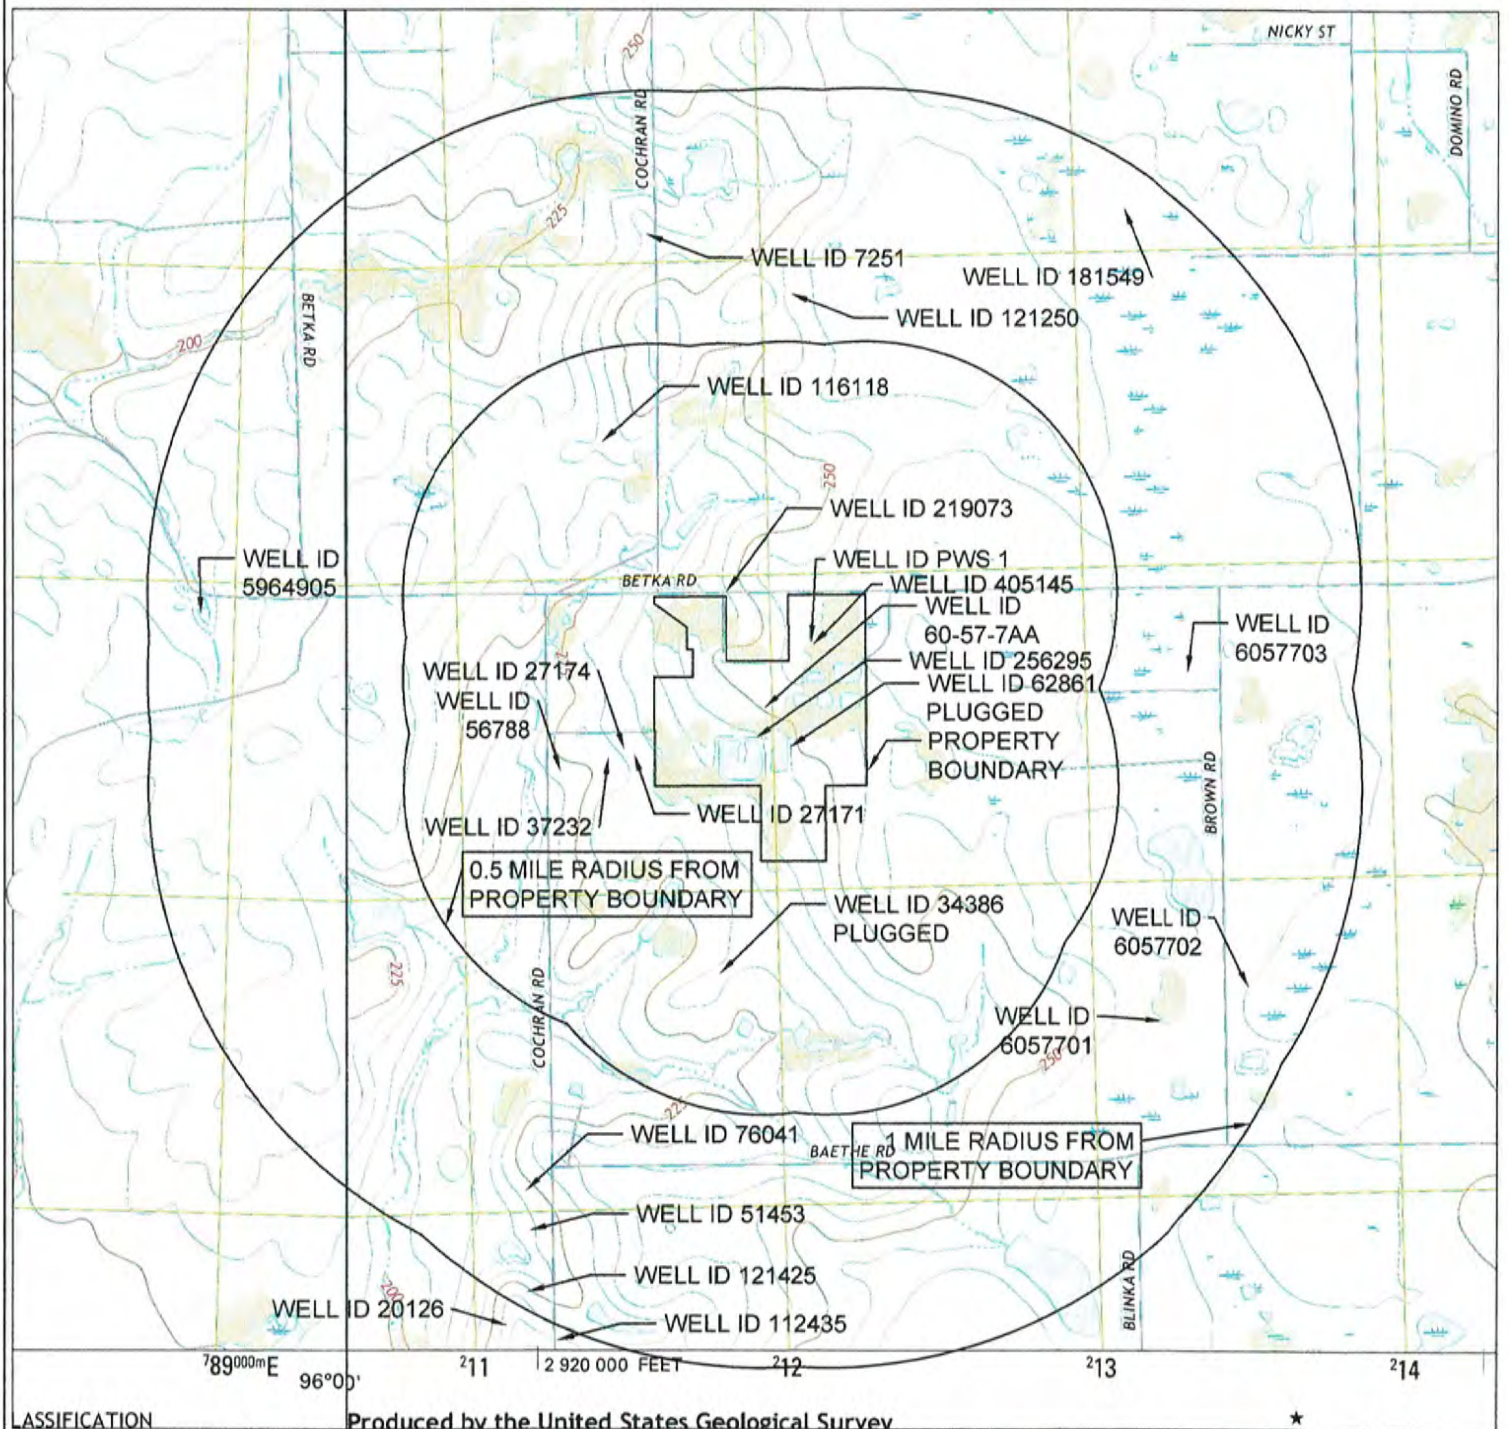 NICKY ST
250
COCHRAN RD
DOMINO RD
225
WELL ID 7251
WELL ID 181549
BETKA RD
WELL ID 121250
200
WELL ID 116118
250
WELL ID 219073
WELL ID
5964905
BETKA RD
WELL ID PWS 1
WELL ID 405145
WELL ID
60-57-7AA
WELL ID
6057703
WELL ID 27174
WELL ID 256295
WELL ID 62861
PLUGGED
WELL ID
56788
PROPERTY
BOUNDARY
BROWN RD
WELL ID 27171
WELL ID 37232
0.5 MILE RADIUS FROM
PROPERTY BOUNDARY
WELL ID 34386
PLUGGED
WELL ID
6057702
225
COCHRAN RD
WELL ID
6057701
250
225
WELL ID 76041
BAETHE RD
1 MILE RADIUS FROM
PROPERTY BOUNDARY
WELL ID 51453
WELL ID 121425
BLINKA RD
200
WELL ID 20126
WELL ID 112435
789000mE
96°00'
211
2 920 000 FEET
212
213
214
LASSIFICATION
Produced by the United States Geological Survey